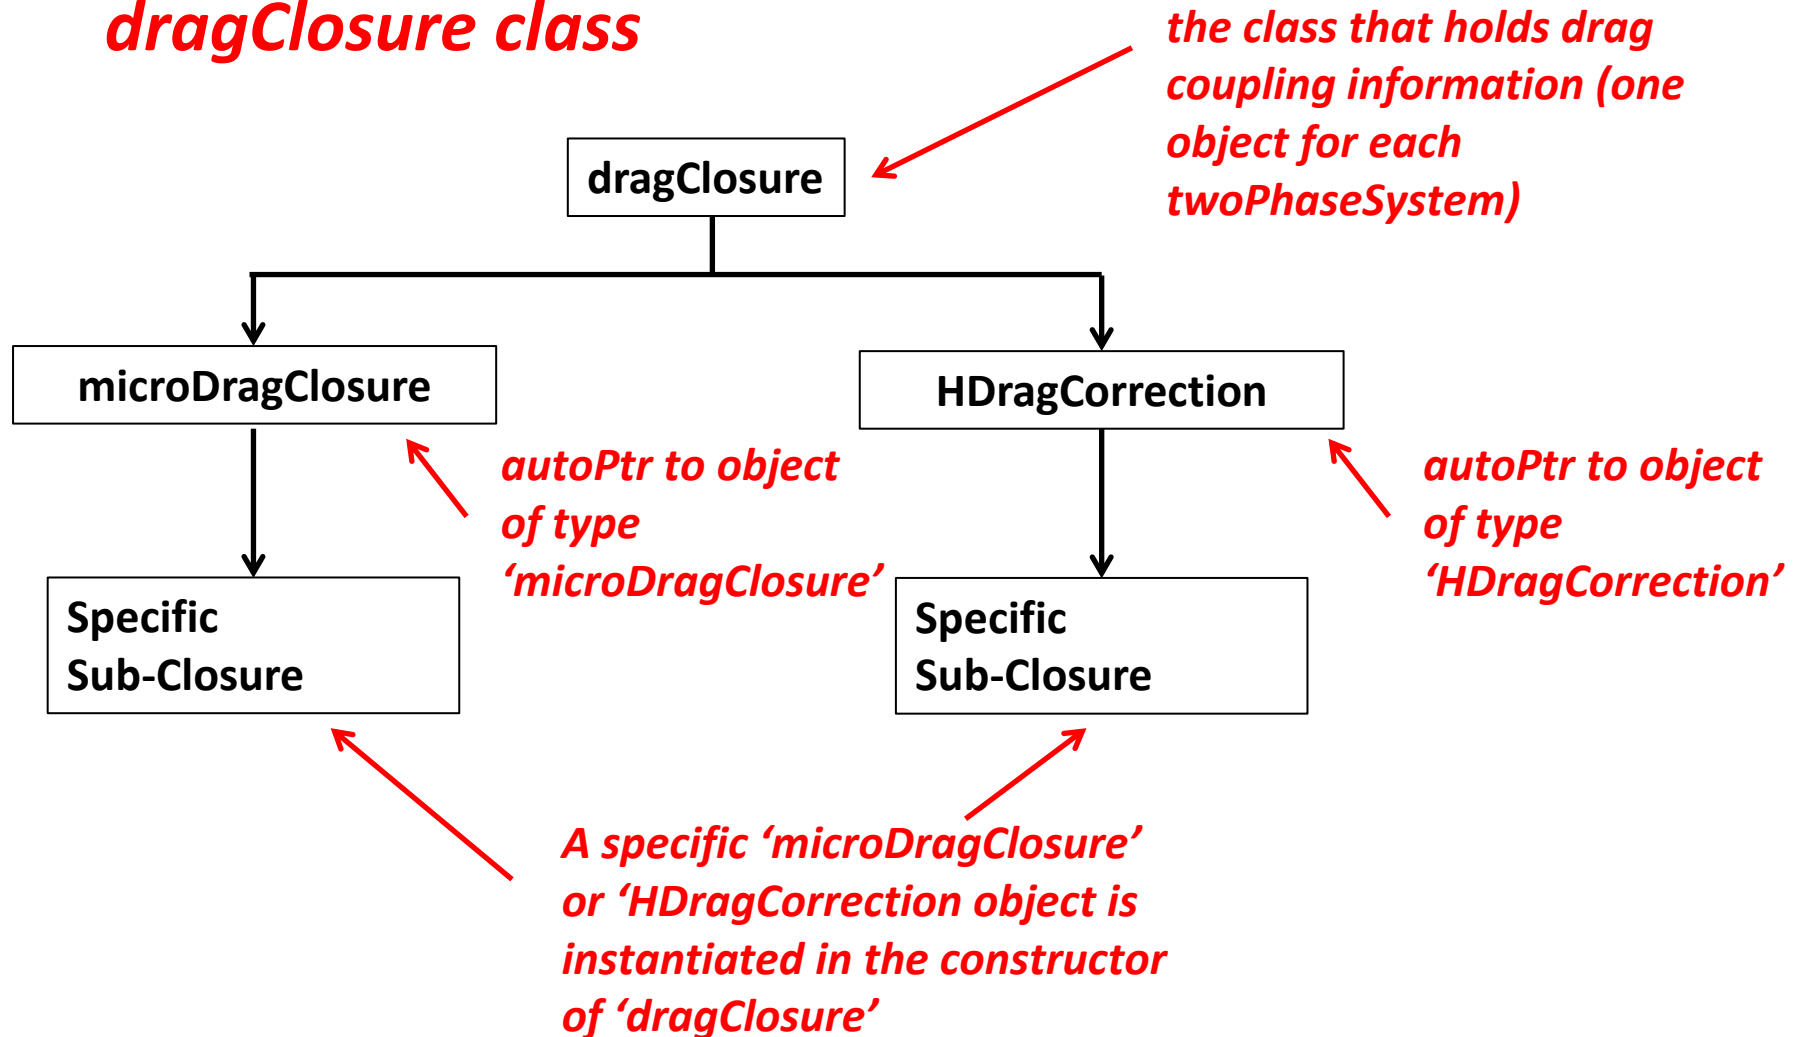 dragClosure class
the class that holds drag
coupling information (one
object for each
twoPhaseSystem)
dragClosure
microDragClosure
HDragCorrection
autoPtr to object
of type
‘microDragClosure’
autoPtr to object
of type
‘HDragCorrection’
Specific
Sub-Closure
Specific
Sub-Closure
A specific ‘microDragClosure’
or ‘HDragCorrection object is
instantiated in the constructor
of ‘dragClosure’